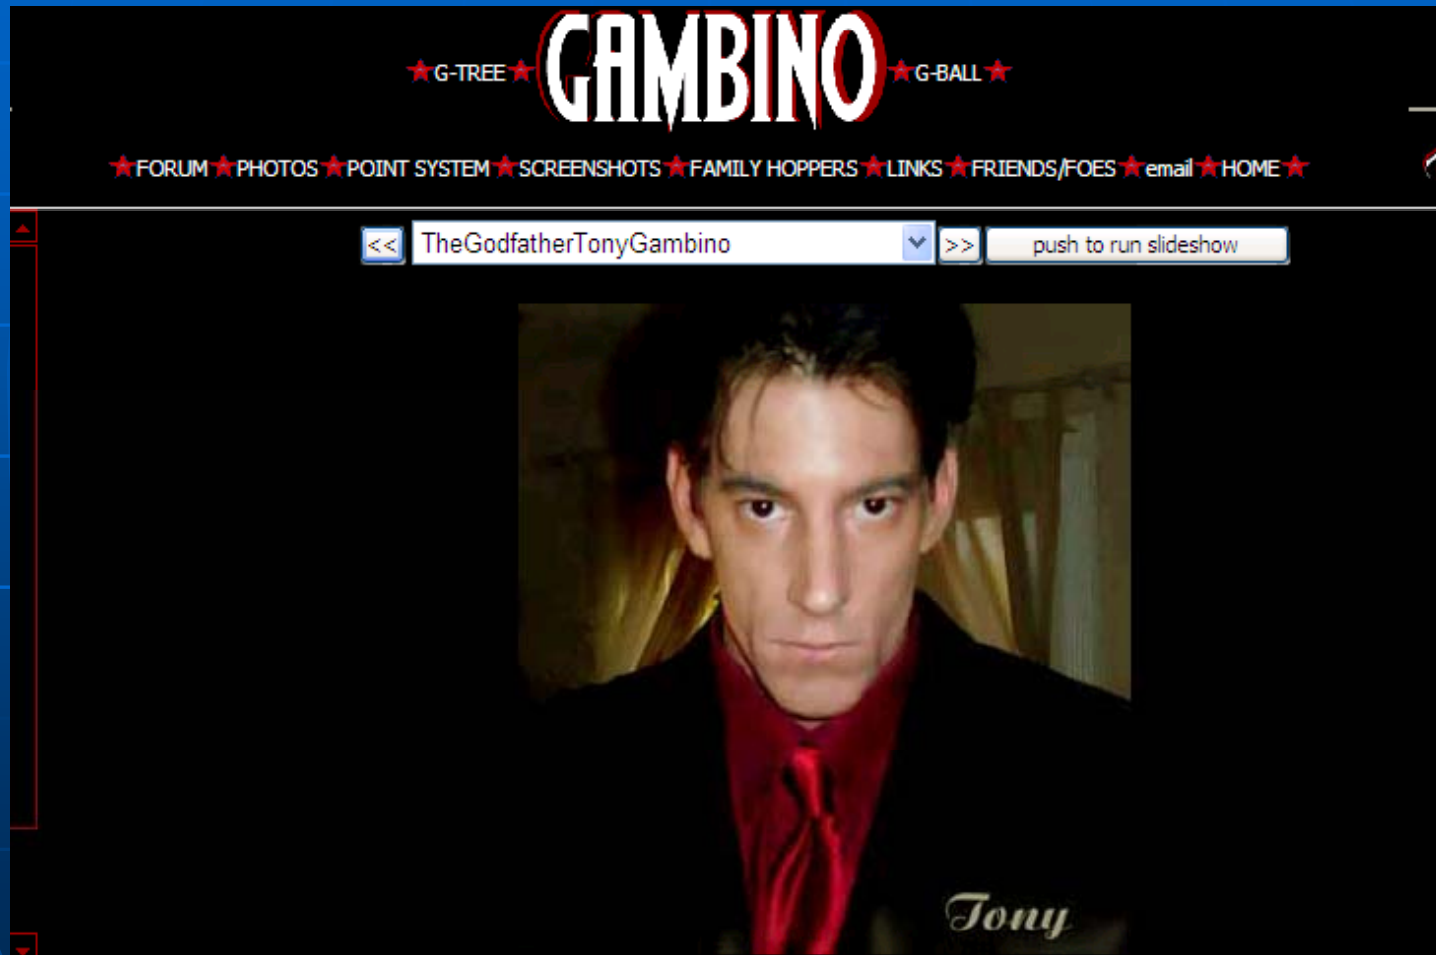 G-TREE GAMBINO G-BALL
FORUM PHOTOS POINT SYSTEM SCREENSHOTS FAMILY HOPPERS LINKS FRIENDS/FOES email HOME
<< TheGodfatherTonyGambino >> push to run slideshow
Tony